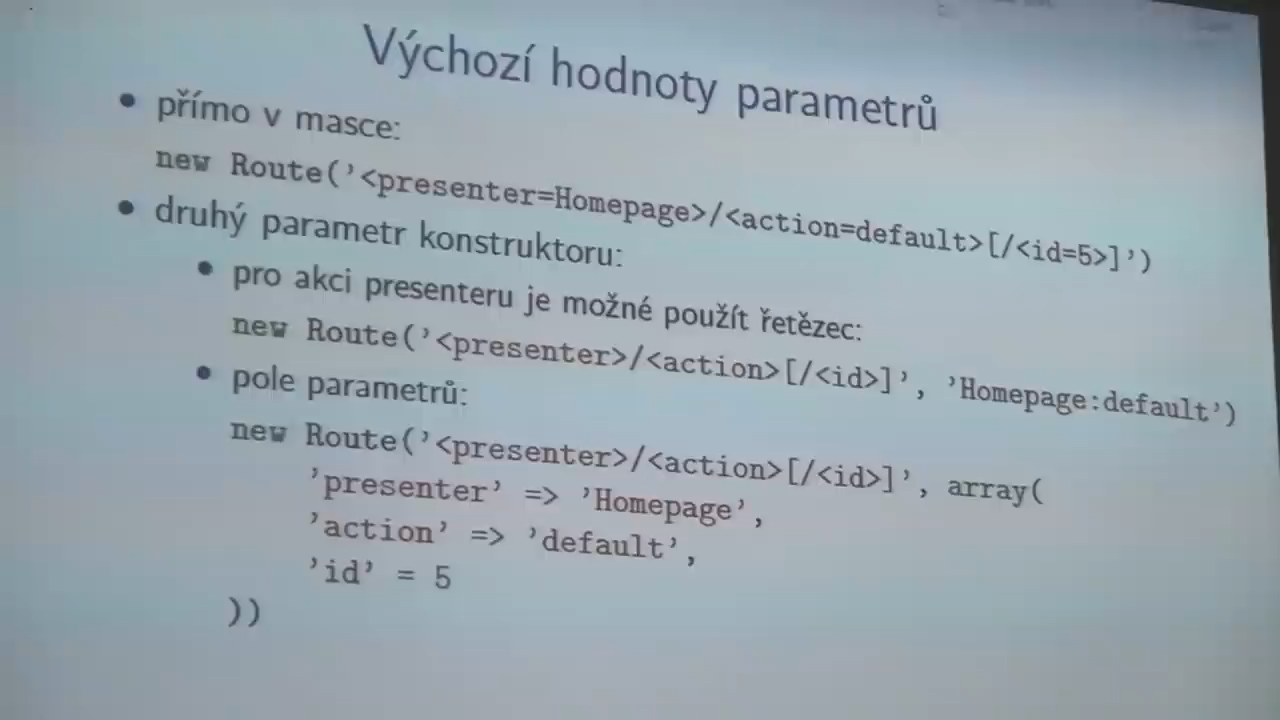 Výchozí hodnoty parametrů
• přímo v masce:
new Route('<presenter=Homepage>/<action=default>[/<id=5>]')
• druhý parametr konstruktoru:
• pro akci presenteru je možné použít řetězec:
new Route('<presenter>/<action>[/<id>]', 'Homepage:default')
• pole parametrů:
new Route('<presenter>/<action>[/<id>]', array(
'presenter' => 'Homepage',
'action' => 'default',
'id' = 5
))